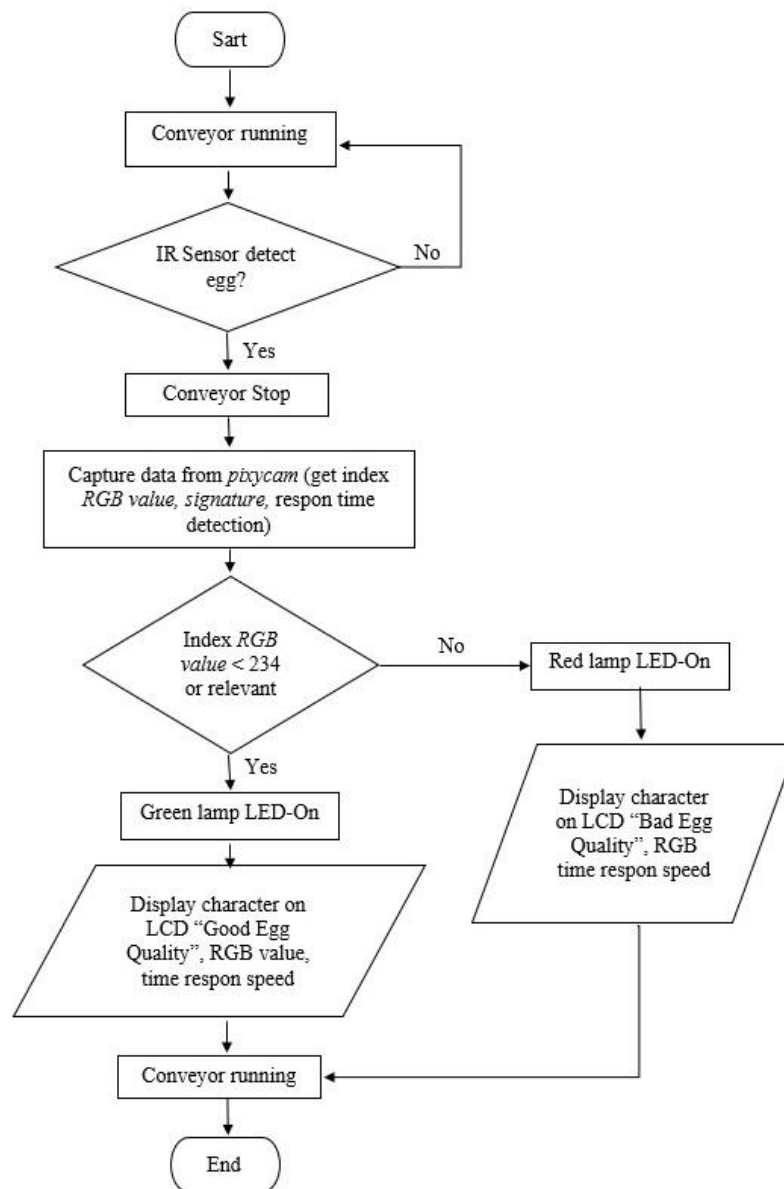 Sart
Conveyor running
IR Sensor detect
egg?
No
Yes
Conveyor Stop
Capture data from pixycam (get index
RGB value, signature, respon time
detection)
Index RGB
value < 234
or relevant
No
Red lamp LED-On
Yes
Green lamp LED-On
Display character
on LCD “Bad Egg
Quality”, RGB
time respon speed
Display character on
LCD “Good Egg
Quality”, RGB value,
time respon speed
Conveyor running
End